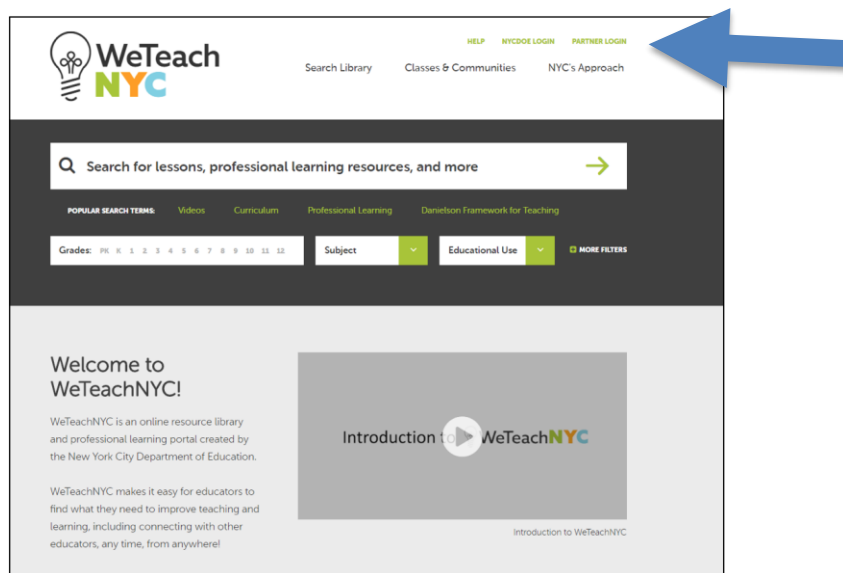 HELP NYCDOE LOGIN PARTNER LOGIN
WeTeach
NYC
Search Library Classes & Communities NYC's Approach
Search for lessons, professional learning resources, and more
POPULAR SEARCH TERMS: Videos Curriculum Professional Learning Danielson Framework for Teaching
Grades: PK K 1 2 3 4 5 6 7 8 9 10 11 12 Subject Educational Use MORE FILTERS
Welcome to
WeTeachNYC!
WeTeachNYC is an online resource library
and professional learning portal created by
the New York City Department of Education.
WeTeachNYC makes it easy for educators to
find what they need to improve teaching and
learning, including connecting with other
educators, any time, from anywhere!
Introduction to WeTeachNYC
Introduction to WeTeachNYC